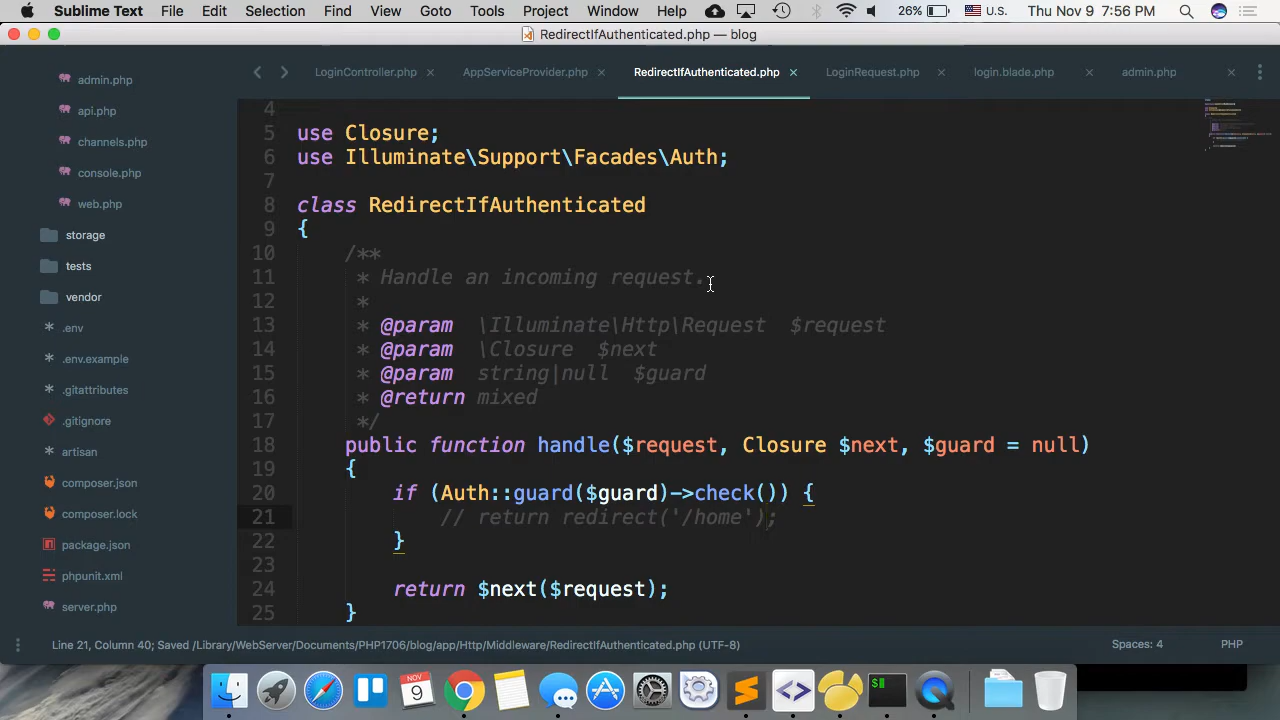 Sublime Text File Edit Selection Find View Goto Tools Project Window Help 26% U.S. Thu Nov 9 7:56 PM
RedirectIfAuthenticated.php — blog
LoginController.php × AppServiceProvider.php × RedirectIfAuthenticated.php × LoginRequest.php × login.blade.php × admin.php ×
admin.php
api.php
channels.php
console.php
web.php
storage
tests
vendor
.env
.env.example
.gitattributes
.gitignore
artisan
composer.json
composer.lock
package.json
phpunit.xml
server.php
4
5 use Closure;
6 use Illuminate\Support\Facades\Auth;
7
8 class RedirectIfAuthenticated
9 {
10 /**
11 * Handle an incoming request.
12 *
13 * @param \Illuminate\Http\Request $request
14 * @param \Closure $next
15 * @param string|null $guard
16 * @return mixed
17 */
18 public function handle($request, Closure $next, $guard = null)
19 {
20 if (Auth::guard($guard)->check()) {
21 // return redirect('/home');
22 }
23
24 return $next($request);
25 }
Line 21, Column 40; Saved /Library/WebServer/Documents/PHP1706/blog/app/Http/Middleware/RedirectIfAuthenticated.php (UTF-8) Spaces: 4 PHP
NOV
9
$